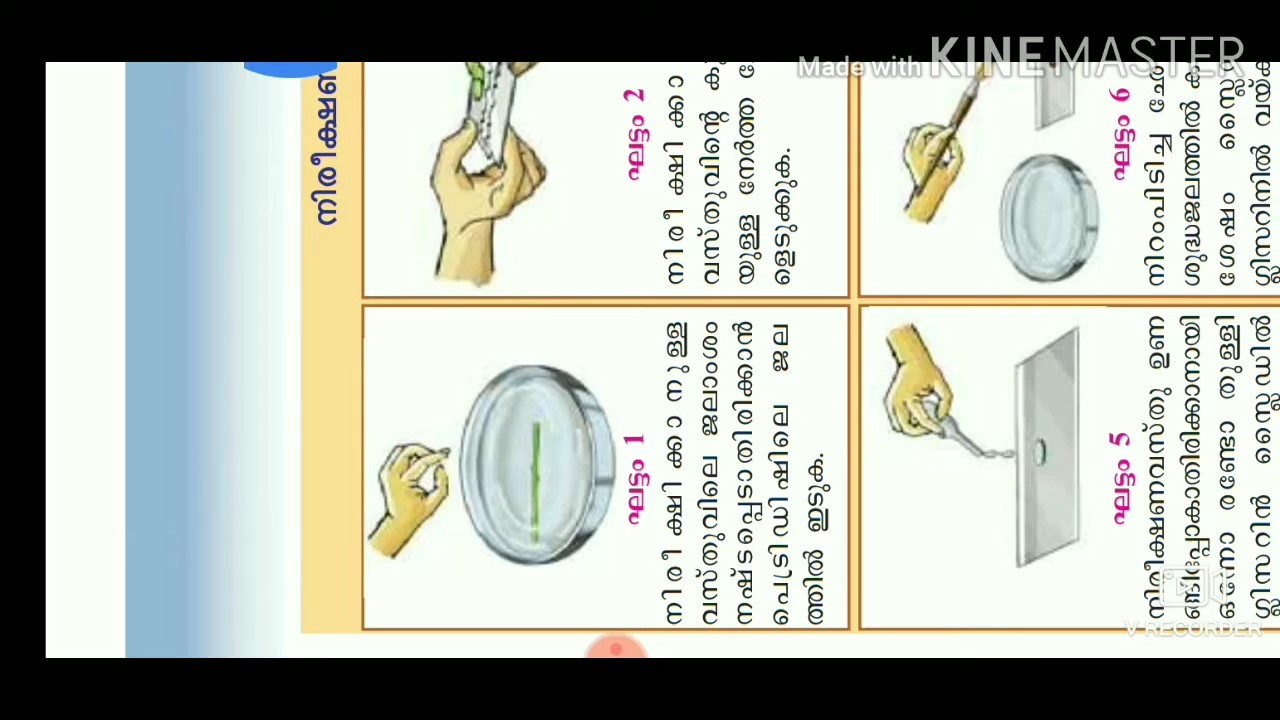 Made with KINEMASTER
നിരീക്ഷണ
ഘട്ടം 1
നിരീക്ഷിക്കാനുള്ള
വസ്തുവിലെ ജലാംശം
നഷ്ടപ്പെടാതിരിക്കാൻ
പെട്രിഡിഷിലെ ജല
ത്തിൽ ഇടുക.
ഘട്ടം 2
നിരീക്ഷിക്കാ
വസ്തുവിന്റെ
തുള്ള നേർത്ത
ളെടുക്കുക.
ഘട്ടം 5
നിരീക്ഷണവസ്തു ഉണ
ങ്ങിപ്പോകാതിരിക്കാനായി
ഒന്നോ രണ്ടോ തുള്ളി
ഗ്ലിസറിൻ സ്ലൈഡിൽ
ഘട്ടം 6
നിറംപിടിച്ച
ശുദ്ധജലത്തിൽ
ശേഷം
ഗ്ലിസറിനിൽ
V RECORDER